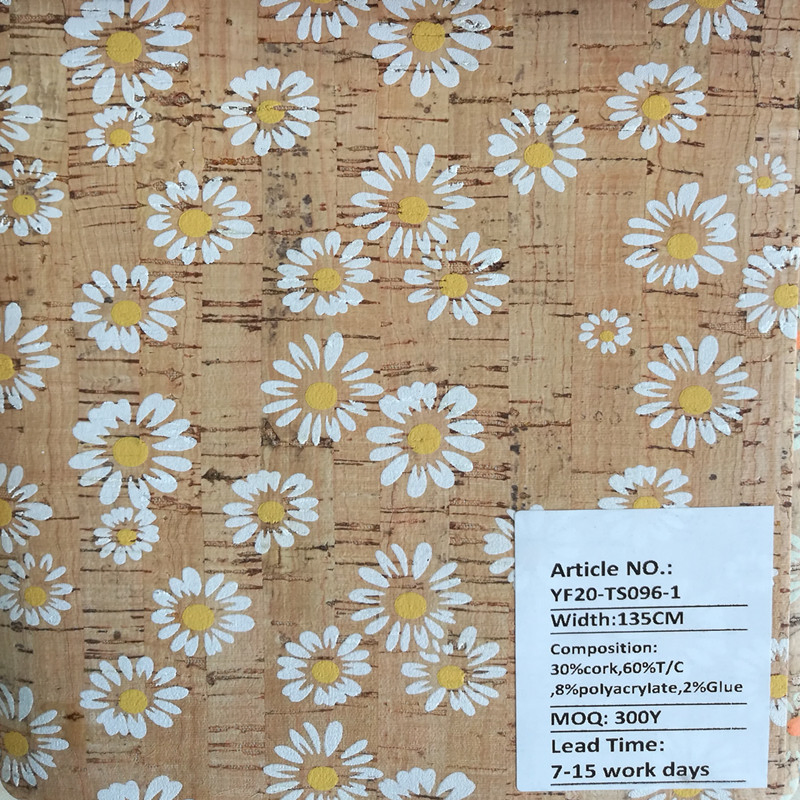 Article NO.:
YF20-TS096-1
Width:135CM
Composition:
30%cork,60%T/C
,8%polyacrylate,2%Glue
MOQ: 300Y
Lead Time:
7-15 work days